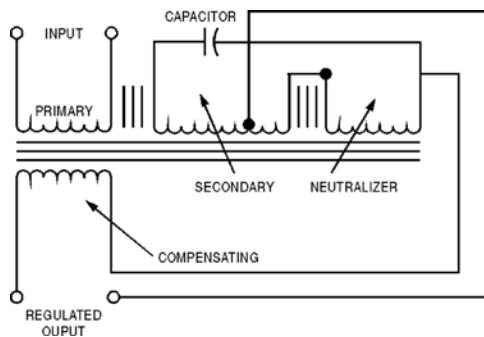 CAPACITOR
INPUT
PRIMARY
SECONDARY
NEUTRALIZER
COMPENSATING
REGULATED
OUPUT